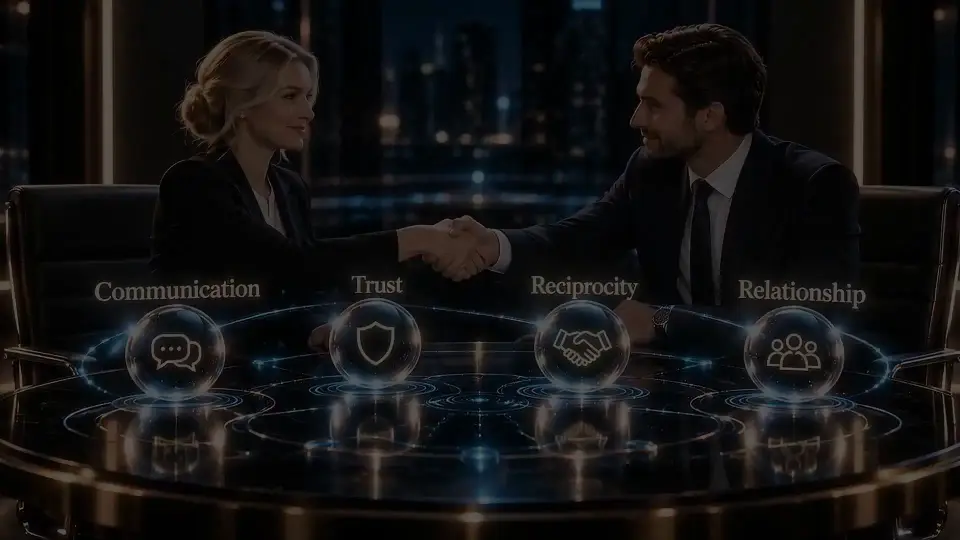 Communication
Trust
Reciprocity
Relationship